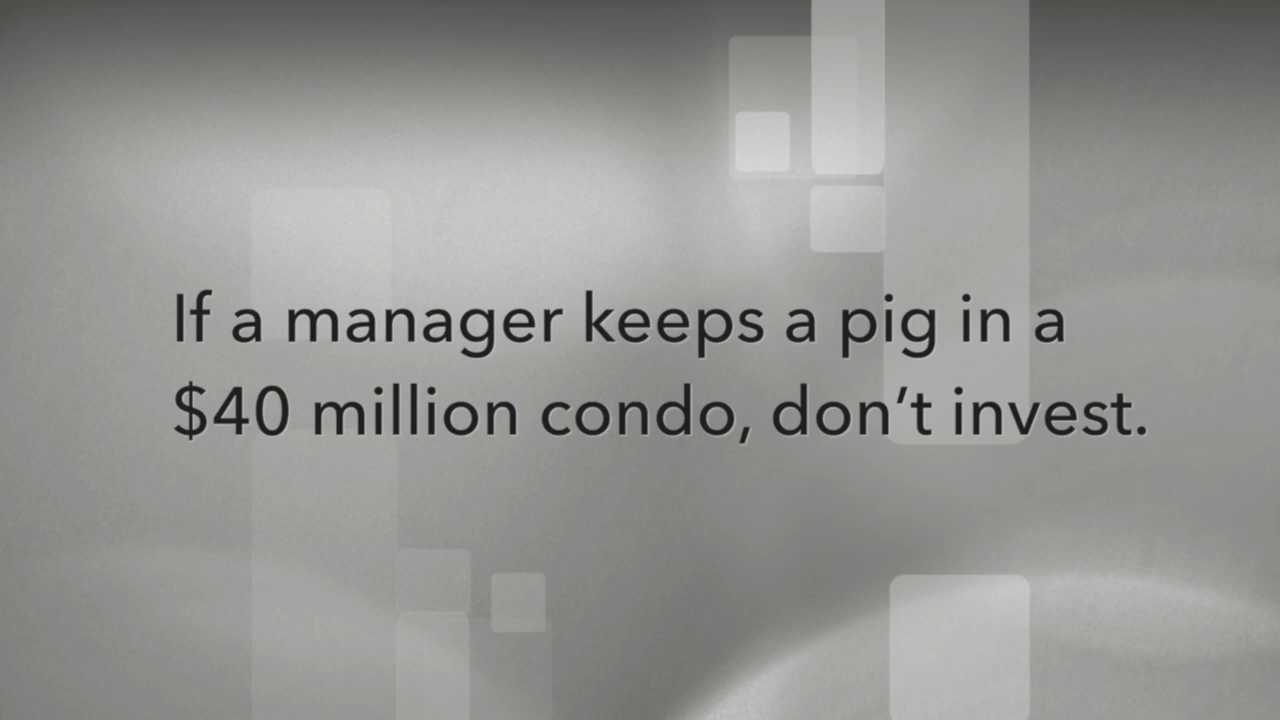 If a manager keeps a pig in a
$40 million condo, don’t invest.